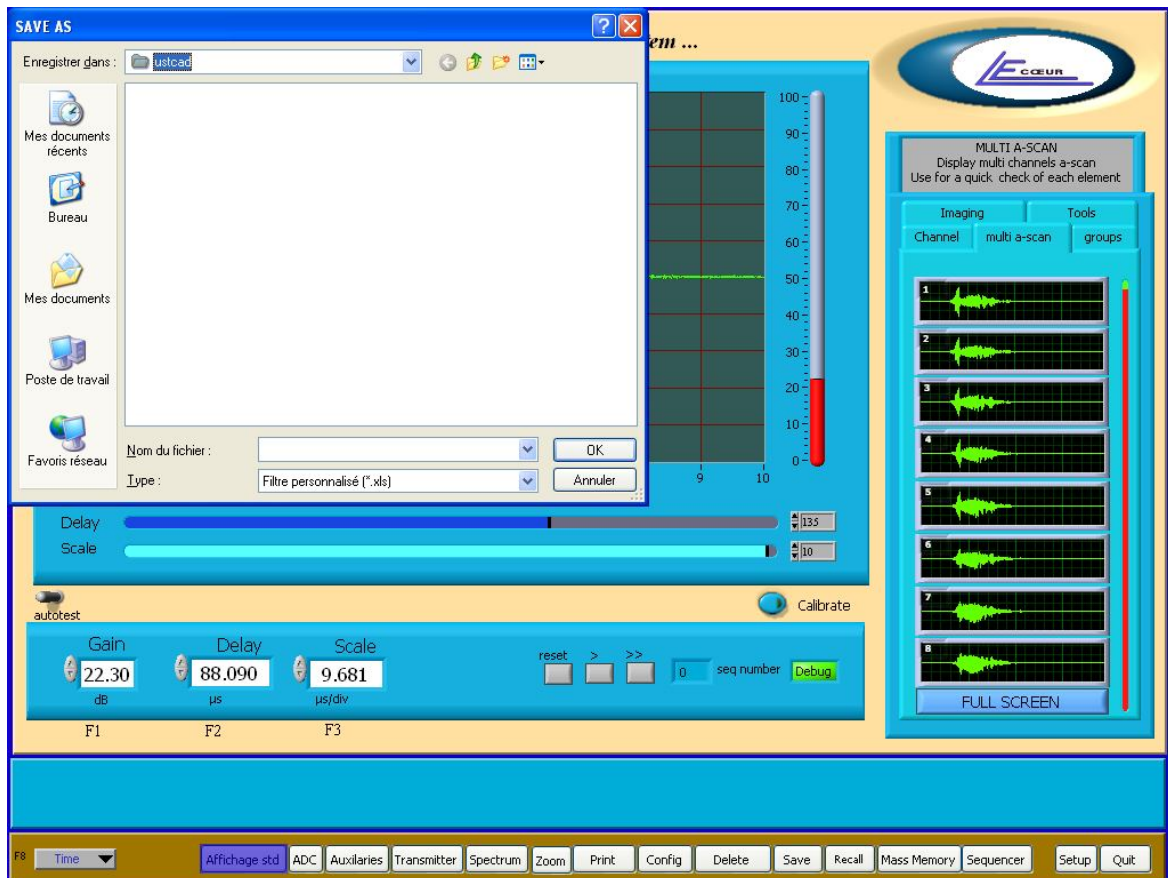 SAVE AS
Enregistrer dans :
ustcad
Mes documents
récents
Bureau
Mes documents
Poste de travail
Favoris réseau
Nom du fichier :
OK
Type :
Filtre personnalisé (*.xls)
Annuler
tem ...
100
90
80
70
60
50
40
30
20
10
0
9
10
Delay
135
Scale
10
autotest
Calibrate
Gain
Delay
Scale
22.30
88.090
9.681
dB
µs
µs/div
F1
F2
F3
reset
>
>>
0
seq number
Debug
LE CŒUR
MULTI A-SCAN
Display multi channels a-scan
Use for a quick check of each element
Imaging
Tools
Channel
multi a-scan
groups
1
2
3
4
5
6
7
8
FULL SCREEN
F8
Time
Affichage std
ADC
Auxilaries
Transmitter
Spectrum
Zoom
Print
Config
Delete
Save
Recall
Mass Memory
Sequencer
Setup
Quit